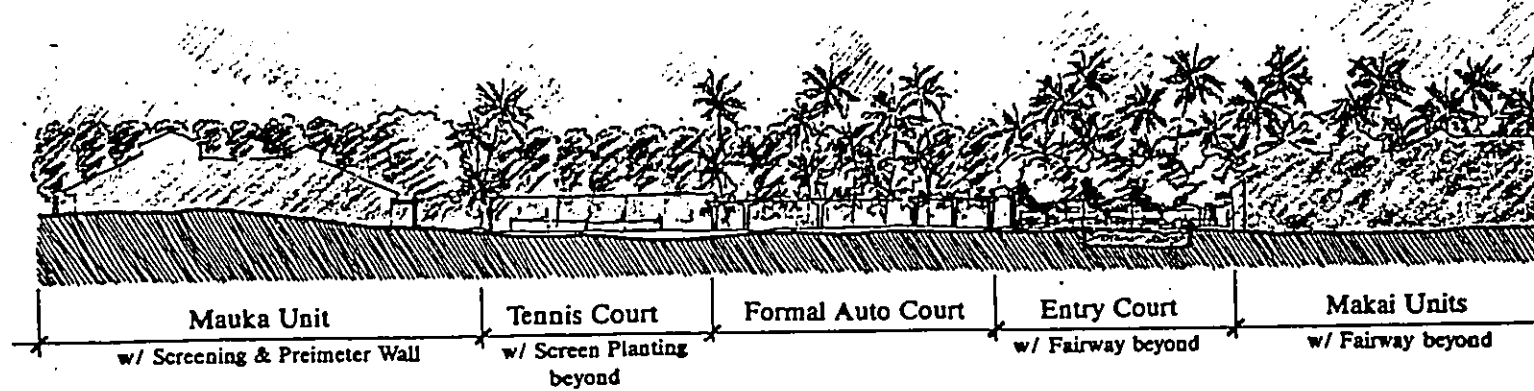 Mauka Unit
w/ Screening & Preimeter Wall
Tennis Court
w/ Screen Planting
beyond
Formal Auto Court
Entry Court
w/ Fairway beyond
Makai Units
w/ Fairway beyond